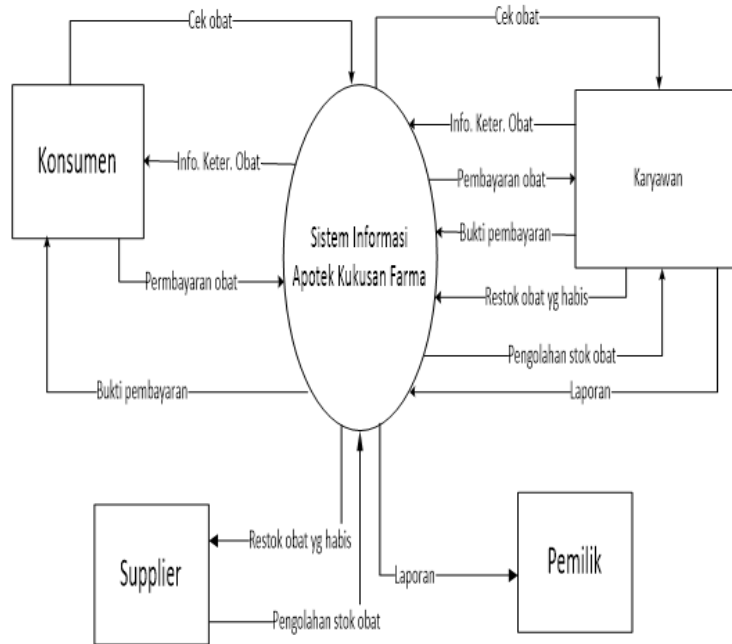 Cek obat
Cek obat
Konsumen
Info. Keter. Obat
Info. Keter. Obat
Pembayaran obat
Karyawan
Sistem Informasi
Apotek Kukusan Farma
Bukti pembayaran
Permbayaran obat
Restok obat yg habis
Pengolahan stok obat
Bukti pembayaran
Laporan
Supplier
Restok obat yg habis
Pengolahan stok obat
Laporan
Pemilik